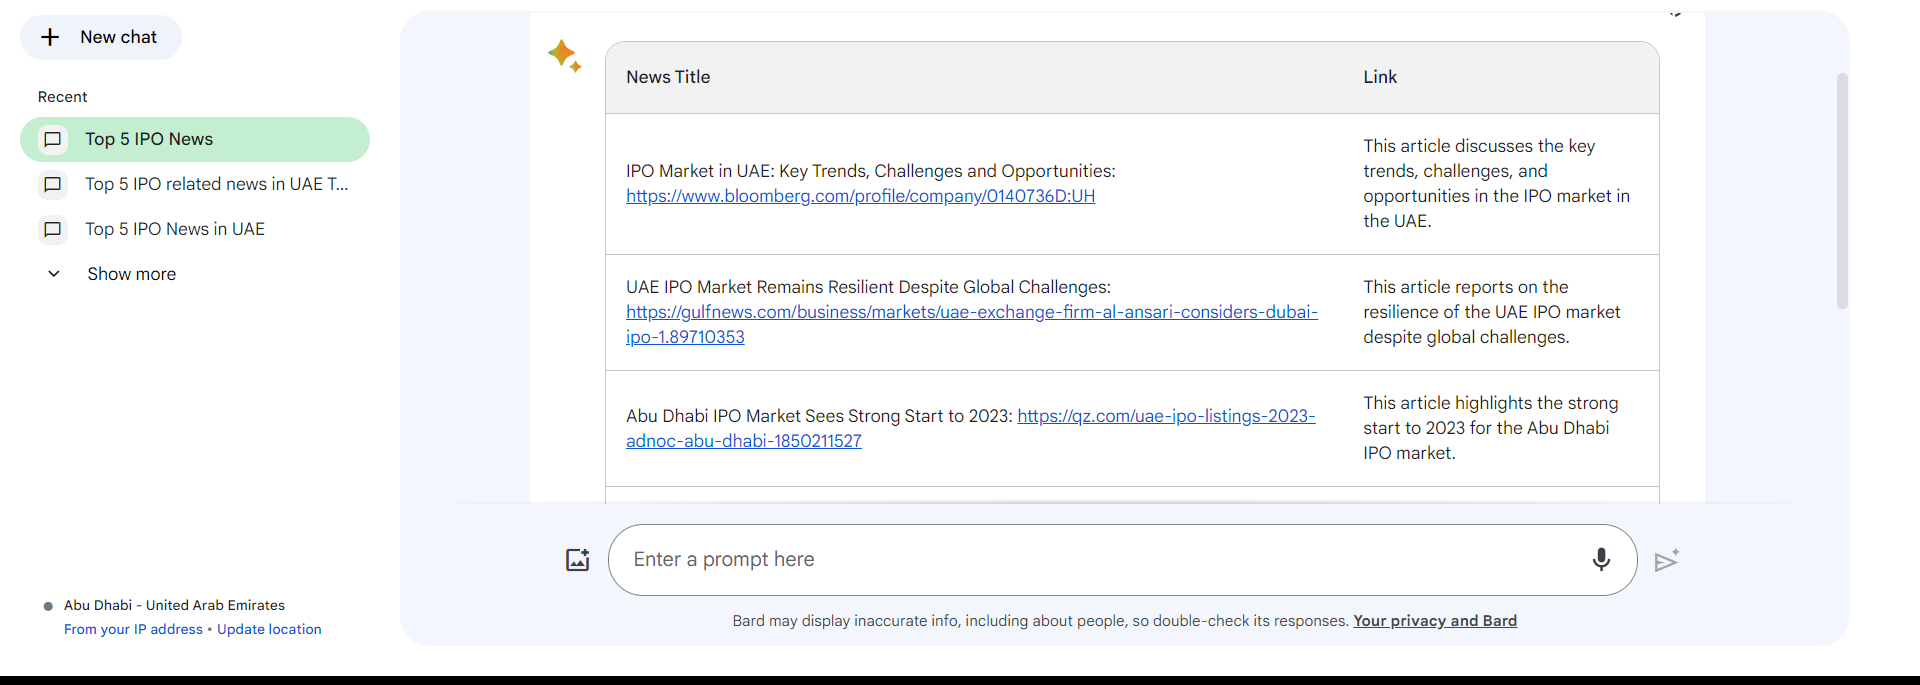 New chat
Recent
Top 5 IPO News
Top 5 IPO related news in UAE T...
Top 5 IPO News in UAE
Show more
Abu Dhabi - United Arab Emirates
From your IP address • Update location
News Title
Link
IPO Market in UAE: Key Trends, Challenges and Opportunities:
https://www.bloomberg.com/profile/company/0140736D:UH
This article discusses the key
trends, challenges, and
opportunities in the IPO market in
the UAE.
UAE IPO Market Remains Resilient Despite Global Challenges:
https://gulfnews.com/business/markets/uae-exchange-firm-al-ansari-considers-dubai-
ipo-1.89710353
This article reports on the
resilience of the UAE IPO market
despite global challenges.
Abu Dhabi IPO Market Sees Strong Start to 2023: https://qz.com/uae-ipo-listings-2023-
adnoc-abu-dhabi-1850211527
This article highlights the strong
start to 2023 for the Abu Dhabi
IPO market.
Enter a prompt here
Bard may display inaccurate info, including about people, so double-check its responses. Your privacy and Bard